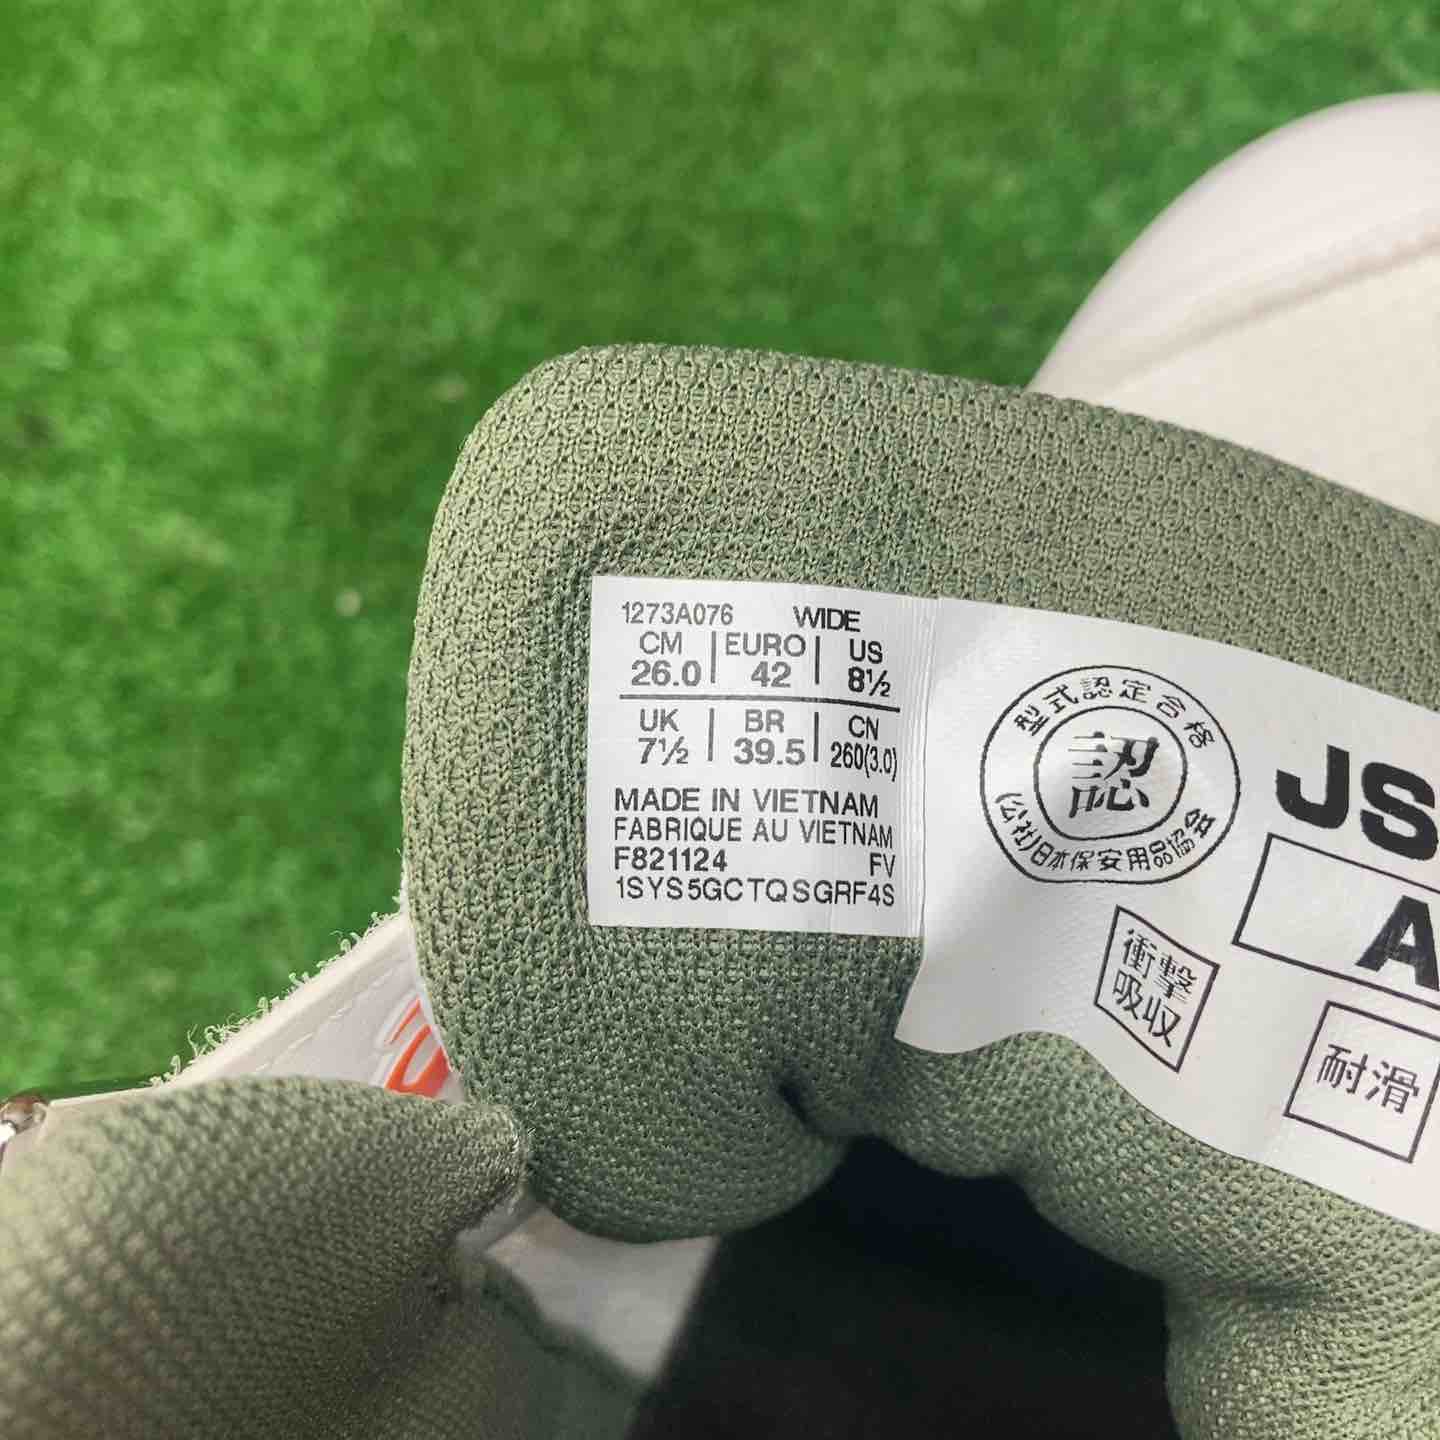 1273A076 WIDE
CM | EURO | US
26.0 | 42 | 8½
UK | BR | CN
7½ | 39.5 | 260(3.0)
MADE IN VIETNAM
FABRIQUE AU VIETNAM
F821124 FV
1SYS5GCTQSGRF4S
型式認定合格
認
(公社)日本保安用品協会
JS
A
衝撃
吸収
耐滑